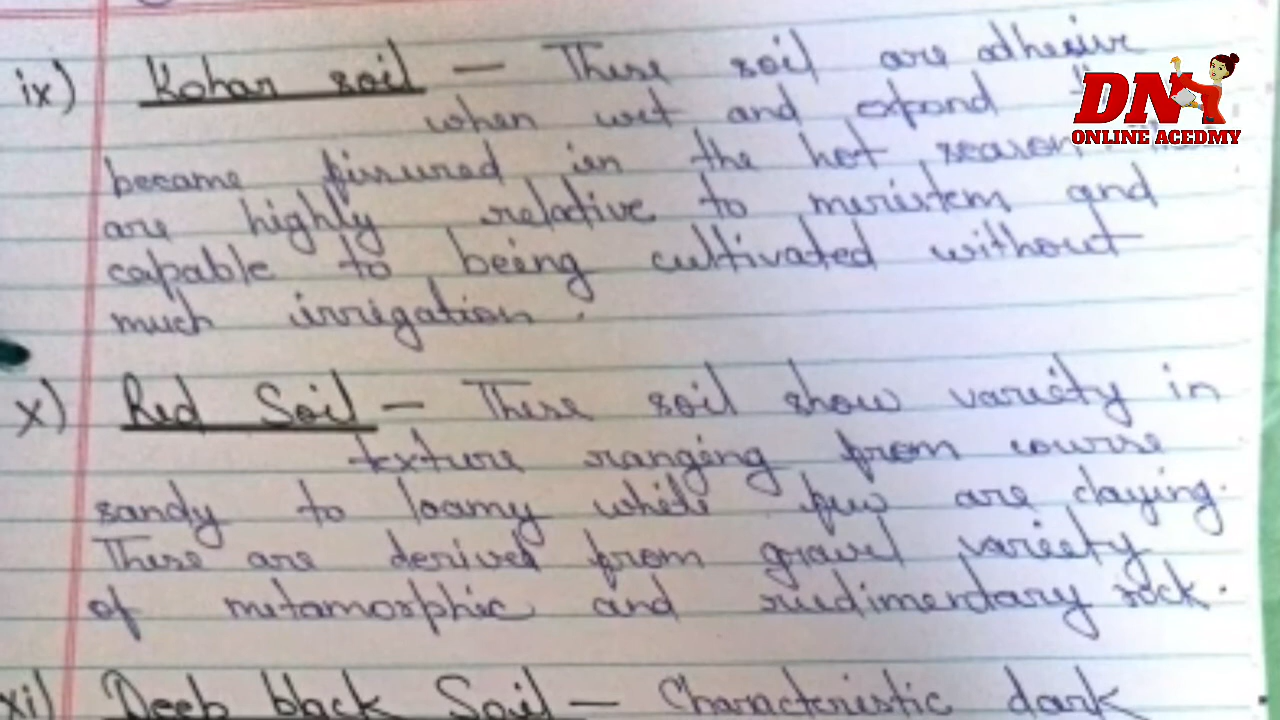 ix) Kohar soil — These soil are adhesive
when wet and expand
became fissured in the hot season
are highly relative to meristem and
capable to being cultivated without
much irrigation.
x) Red Soil — These soil show variety in
texture ranging from course
sandy to loamy while few are claying.
These are derived from gravel variety
of metamorphic and rudimentary rock.
xi) Deep black Soil — Characteristic dark
DN
ONLINE ACEDMY